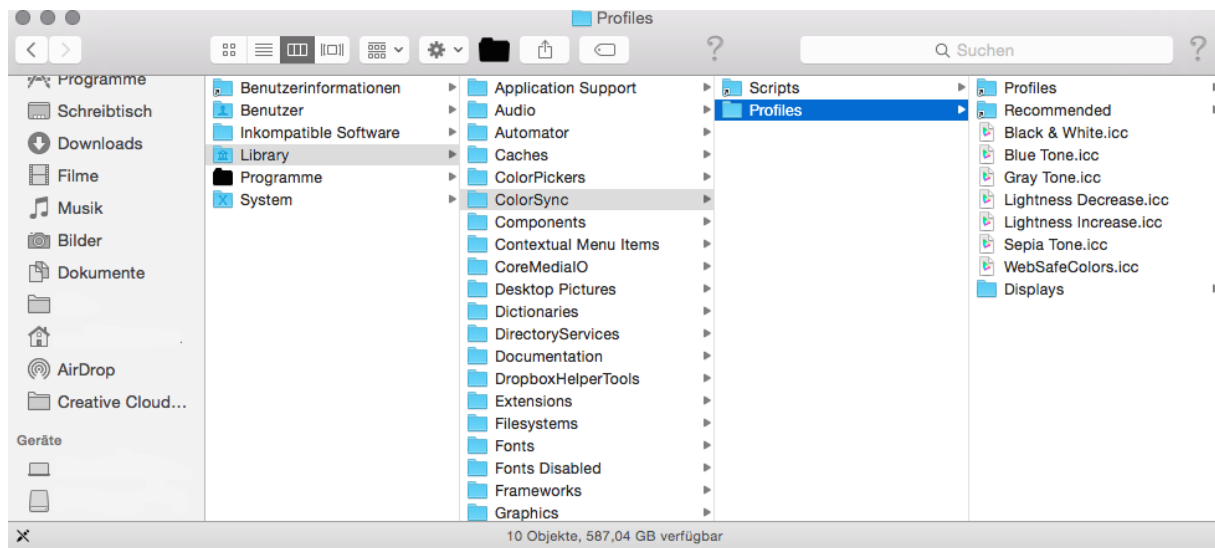 Profiles
Suchen
Programme
Schreibtisch
Downloads
Filme
Musik
Bilder
Dokumente
AirDrop
Creative Cloud...
Geräte
Benutzerinformationen
Benutzer
Inkompatible Software
Library
Programme
System
Application Support
Audio
Automator
Caches
ColorPickers
ColorSync
Components
Contextual Menu Items
CoreMediaIO
Desktop Pictures
Dictionaries
DirectoryServices
Documentation
DropboxHelperTools
Extensions
Filesystems
Fonts
Fonts Disabled
Frameworks
Graphics
Scripts
Profiles
Profiles
Recommended
Black & White.icc
Blue Tone.icc
Gray Tone.icc
Lightness Decrease.icc
Lightness Increase.icc
Sepia Tone.icc
WebSafeColors.icc
Displays
10 Objekte, 587,04 GB verfügbar